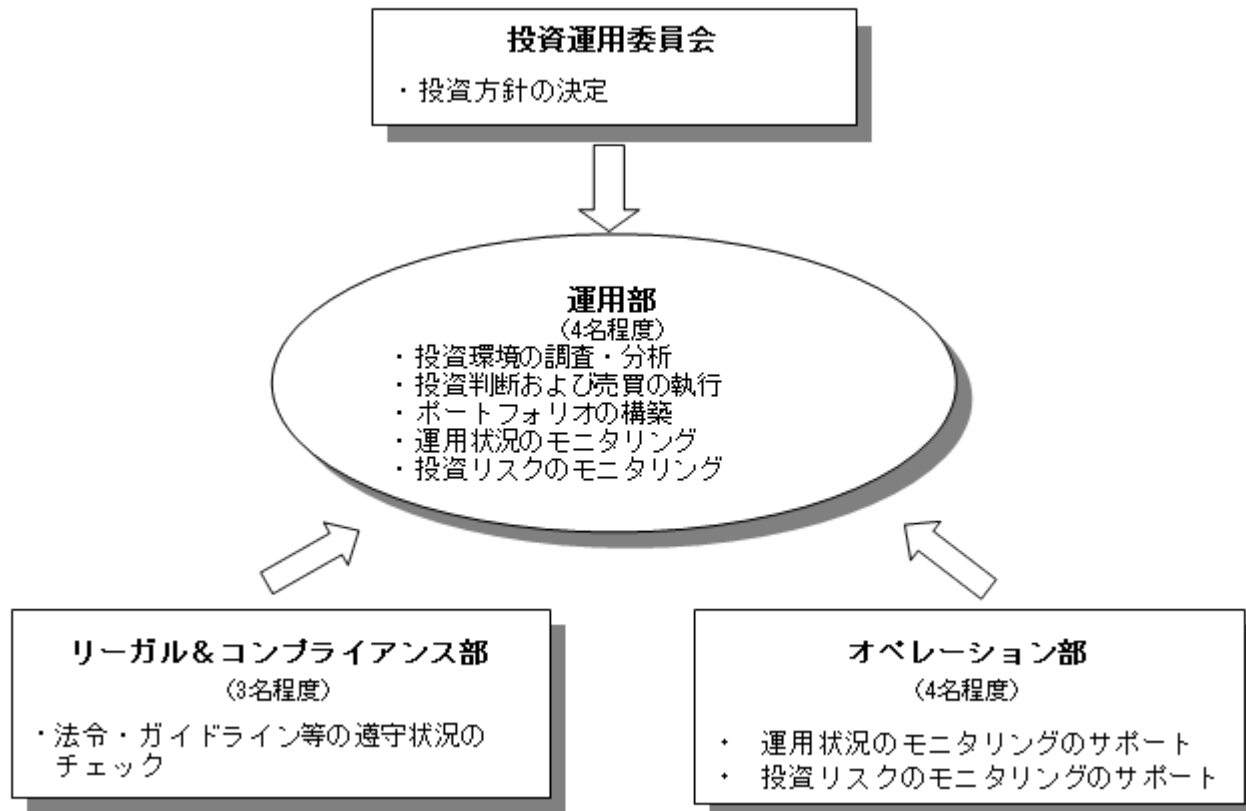 投資運用委員会
・投資方針の決定
運用部
(4名程度)
・投資環境の調査・分析
・投資判断および売買の執行
・ポートフォリオの構築
・運用状況のモニタリング
・投資リスクのモニタリング
リーガル＆コンプライアンス部
(3名程度)
・法令・ガイドライン等の遵守状況の
チェック
オペレーション部
(4名程度)
・ 運用状況のモニタリングのサポート
・ 投資リスクのモニタリングのサポート